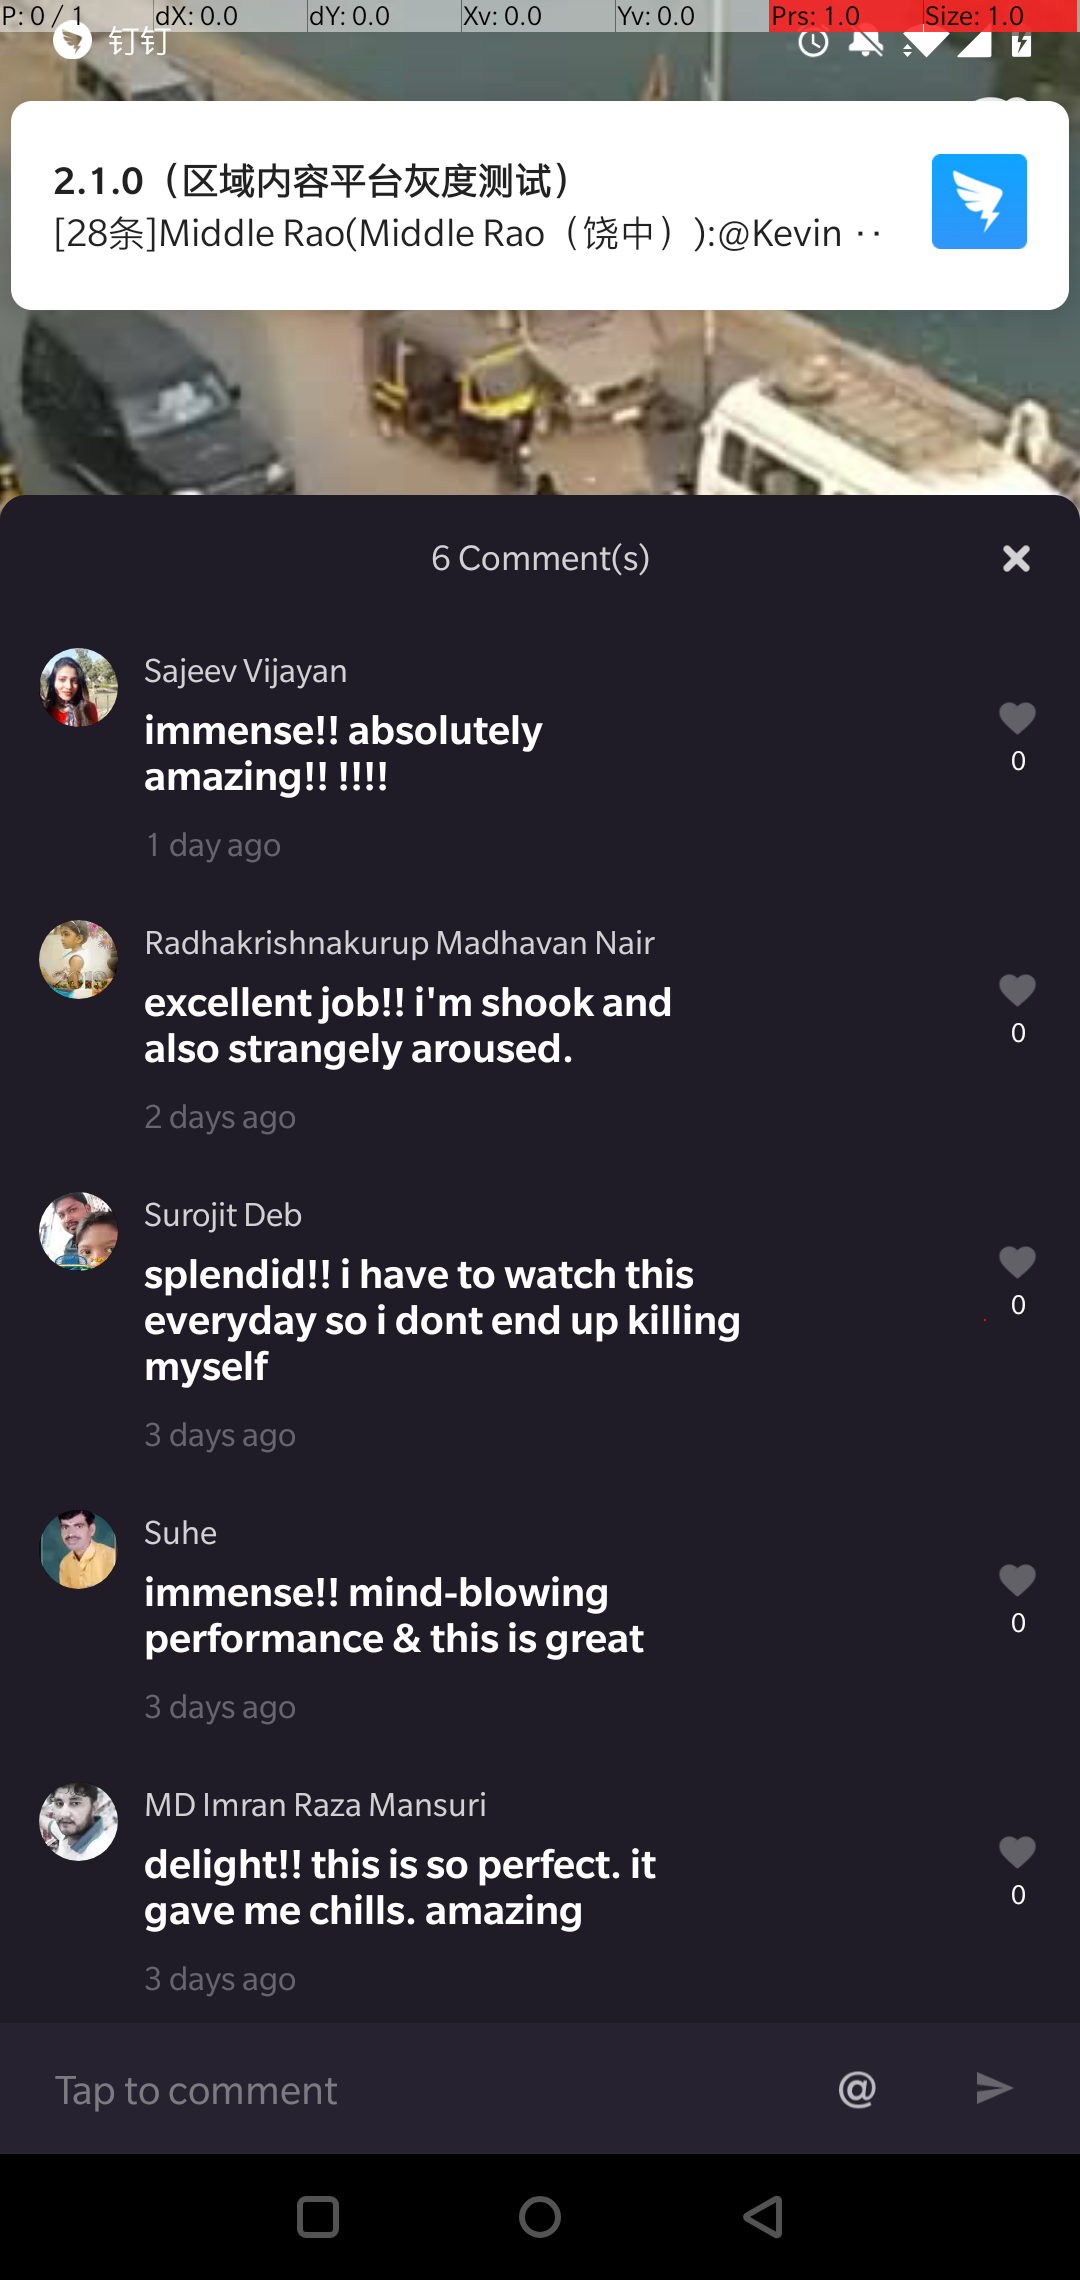 P: 0 / 1 dX: 0.0 dY: 0.0 Xv: 0.0 Yv: 0.0 Prs: 1.0 Size: 1.0
钉钉
2.1.0（区域内容平台灰度测试）
[28条]Middle Rao(Middle Rao（饶中）):@Kevin ··
6 Comment(s)
Sajeev Vijayan
immense!! absolutely
amazing!! !!!!
0
1 day ago
Radhakrishnakurup Madhavan Nair
excellent job!! i'm shook and
also strangely aroused.
0
2 days ago
Surojit Deb
splendid!! i have to watch this
everyday so i dont end up killing
myself
0
3 days ago
Suhe
immense!! mind-blowing
performance & this is great
0
3 days ago
MD Imran Raza Mansuri
delight!! this is so perfect. it
gave me chills. amazing
0
3 days ago
Tap to comment @